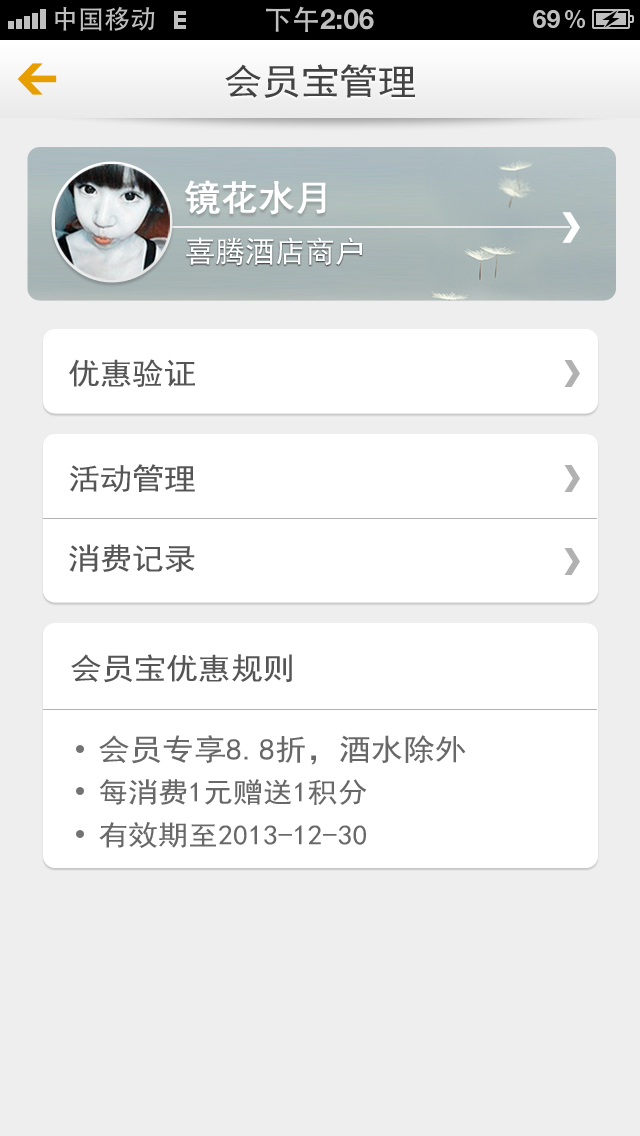 中国移动 E 下午2:06 69%
会员宝管理
镜花水月
喜腾酒店商户
优惠验证
活动管理
消费记录
会员宝优惠规则
• 会员专享8.8折，酒水除外
• 每消费1元赠送1积分
• 有效期至2013-12-30